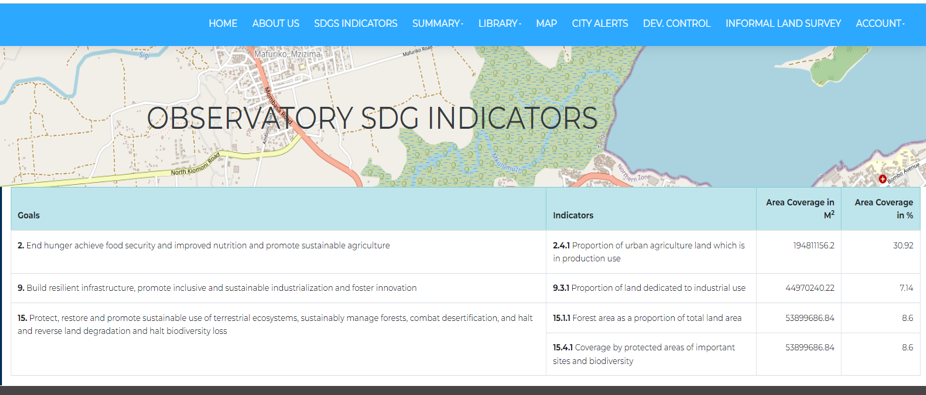 HOME ABOUT US SDGS INDICATORS SUMMARY LIBRARY MAP CITY ALERTS DEV. CONTROL INFORMAL LAND SURVEY ACCOUNT
Mafuriko, Mzizima
Mafuriko Road
Mombasa Road
North Kiomoni Road
Bombo Avenue
OBSERVATORY SDG INDICATORS
Goals Indicators Area Coverage in M² Area Coverage in %
2. End hunger achieve food security and improved nutrition and promote sustainable agriculture
2.4.1 Proportion of urban agriculture land which is
in production use
194811156.2 30.92
9. Build resilient infrastructure, promote inclusive and sustainable industrialization and foster innovation
9.3.1 Proportion of land dedicated to industrial use
44970240.22 7.14
15. Protect, restore and promote sustainable use of terrestrial ecosystems, sustainably manage forests, combat desertification, and halt
and reverse land degradation and halt biodiversity loss
15.1.1 Forest area as a proportion of total land area
53899686.84 8.6
15.4.1 Coverage by protected areas of important
sites and biodiversity
53899686.84 8.6